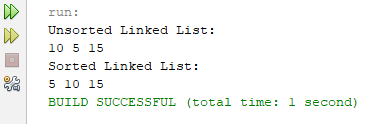 run:
Unsorted Linked List:
10 5 15
Sorted Linked List:
5 10 15
BUILD SUCCESSFUL (total time: 1 second)